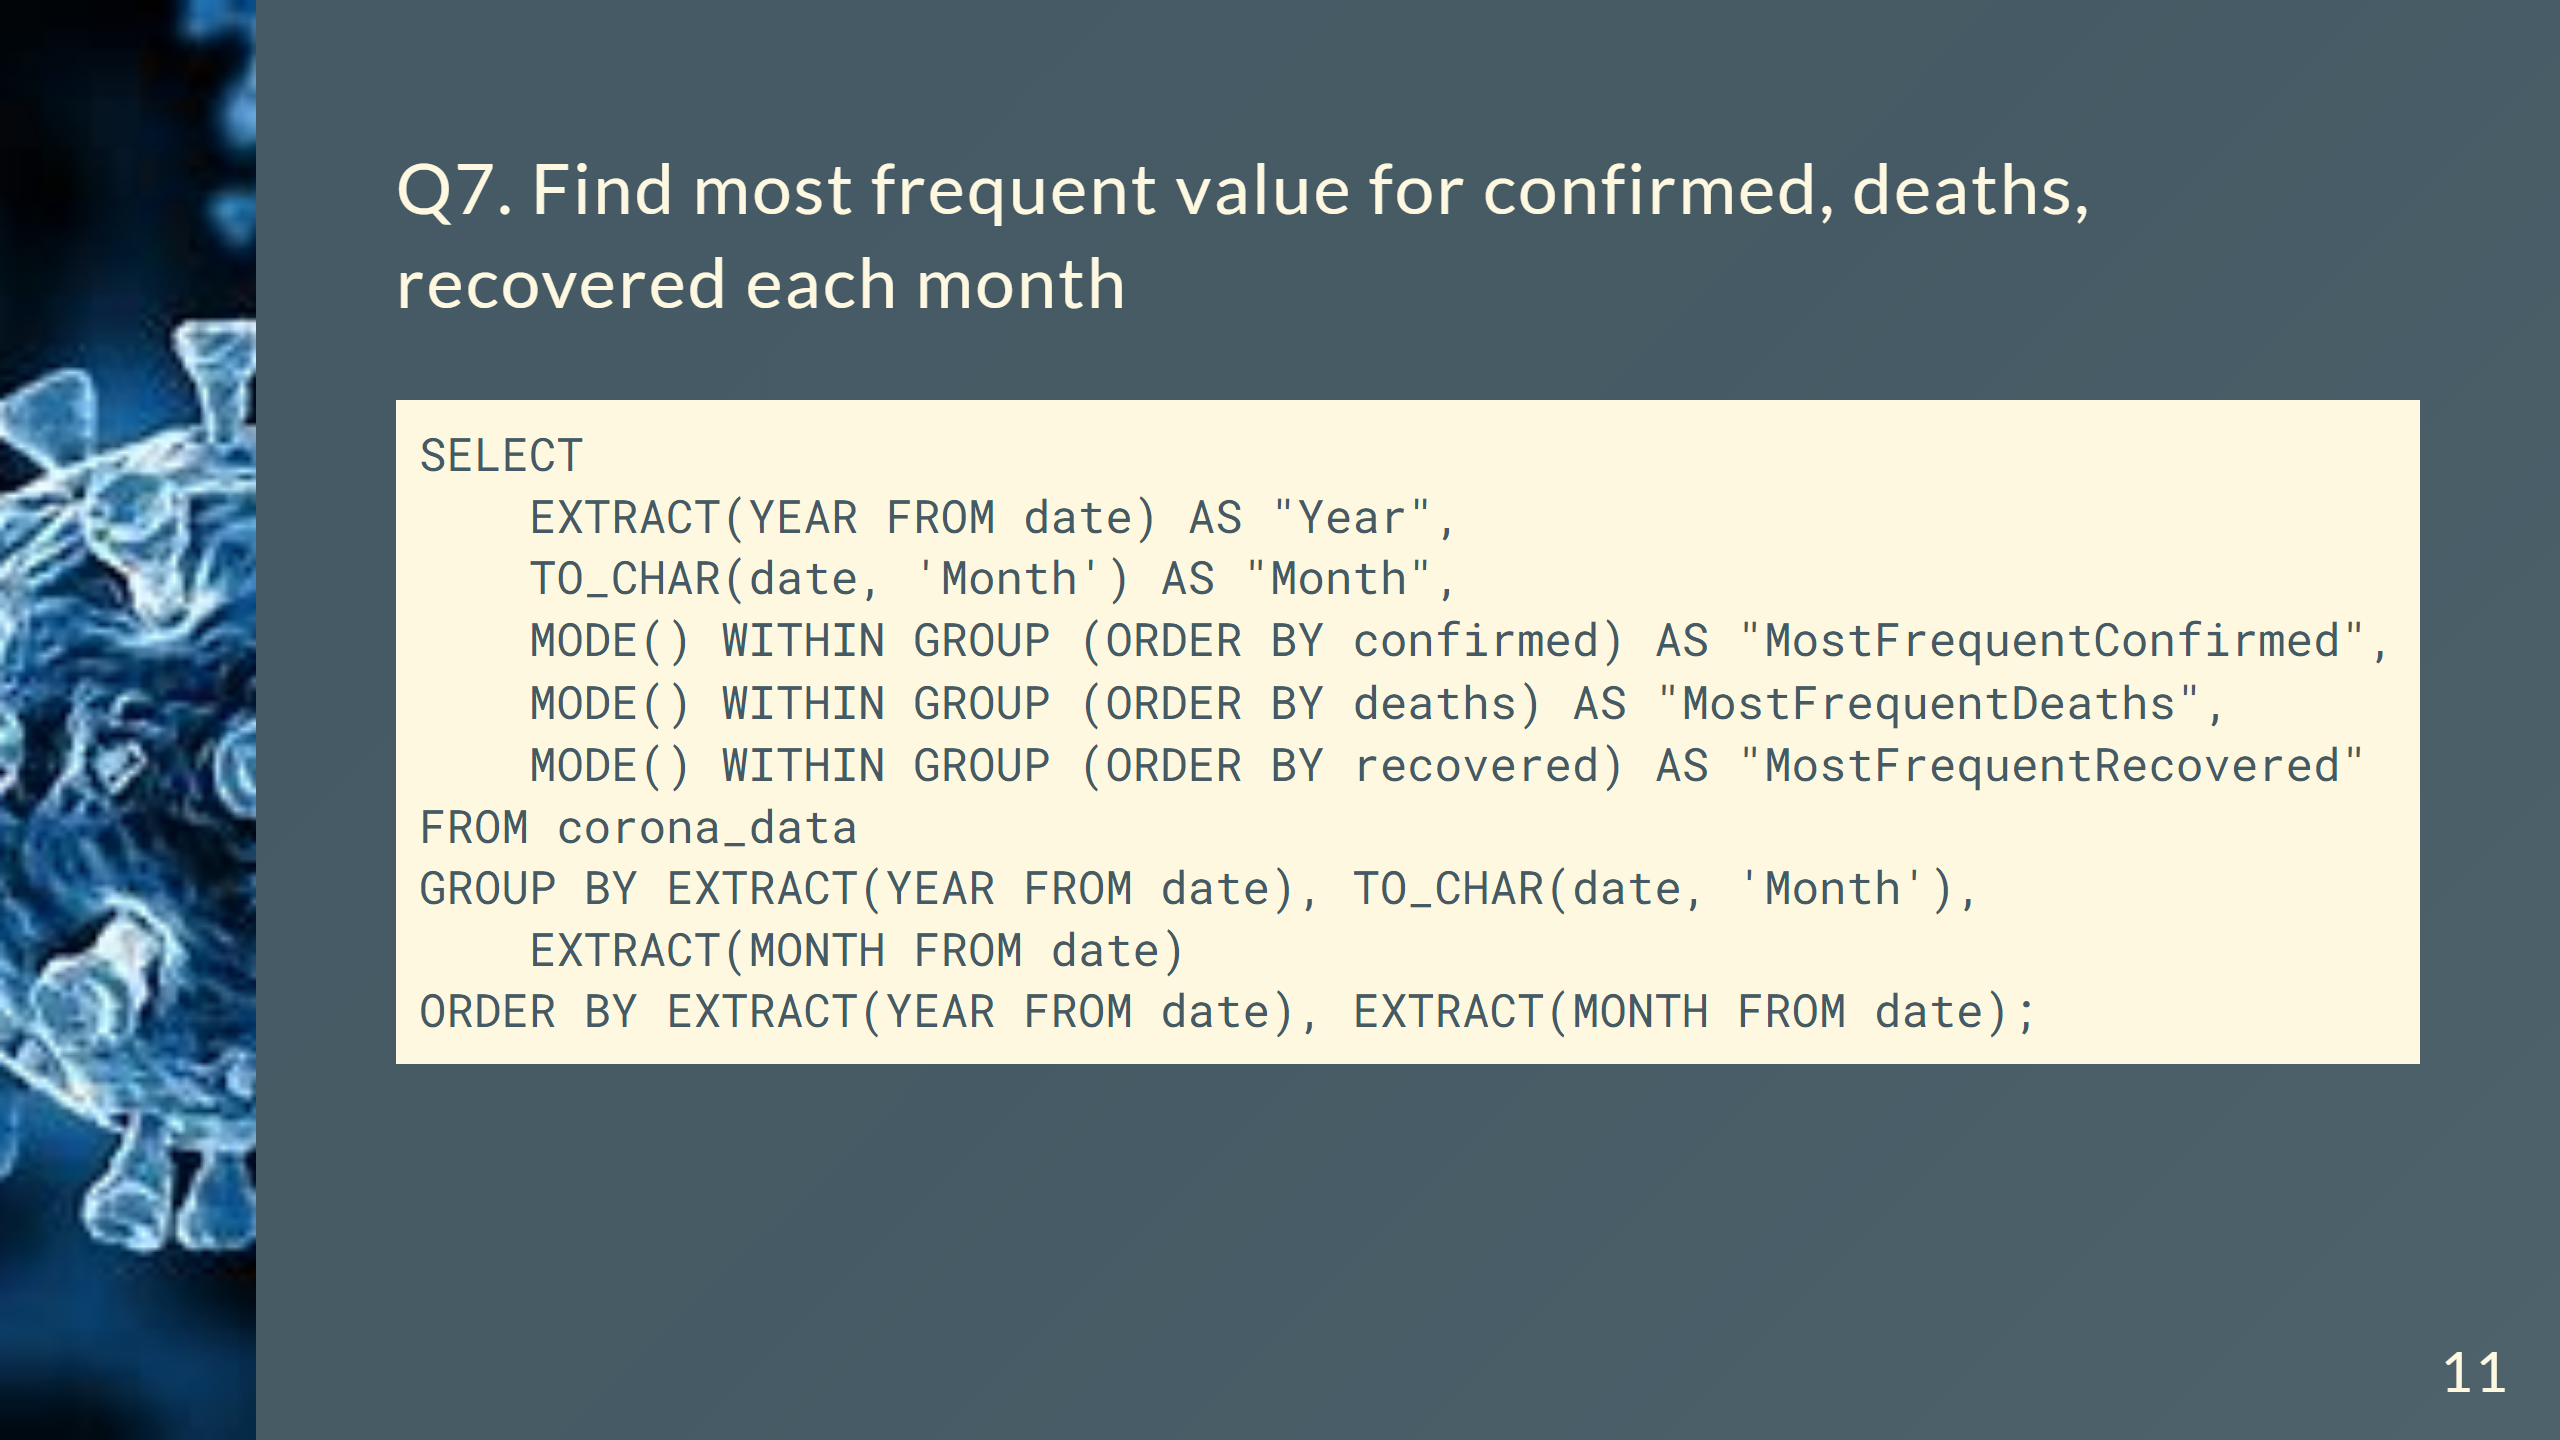 Q7. Find most frequent value for confirmed, deaths,
recovered each month
SELECT
    EXTRACT(YEAR FROM date) AS "Year",
    TO_CHAR(date, 'Month') AS "Month",
    MODE() WITHIN GROUP (ORDER BY confirmed) AS "MostFrequentConfirmed",
    MODE() WITHIN GROUP (ORDER BY deaths) AS "MostFrequentDeaths",
    MODE() WITHIN GROUP (ORDER BY recovered) AS "MostFrequentRecovered"
FROM corona_data
GROUP BY EXTRACT(YEAR FROM date), TO_CHAR(date, 'Month'),
    EXTRACT(MONTH FROM date)
ORDER BY EXTRACT(YEAR FROM date), EXTRACT(MONTH FROM date);
11